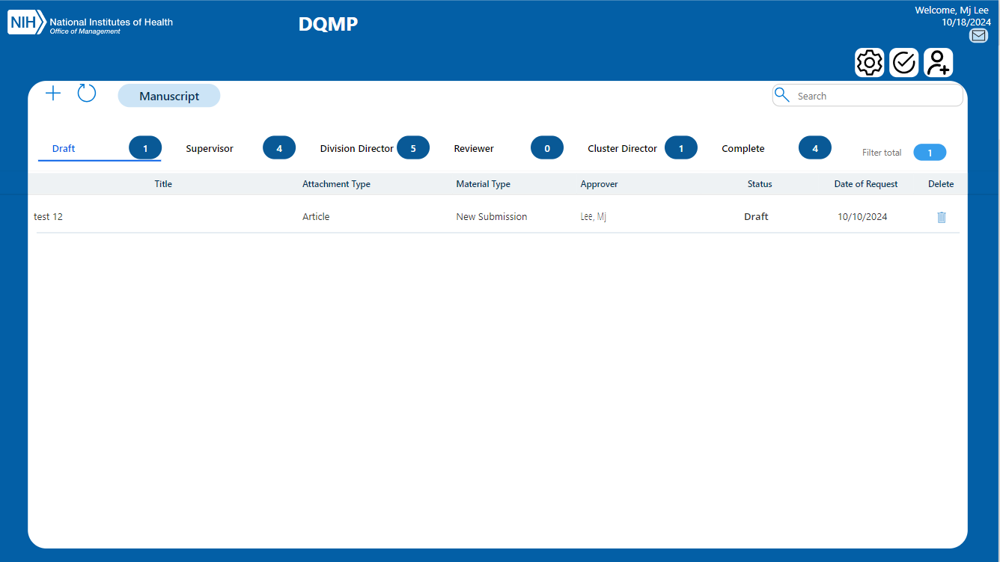 NIH National Institutes of Health
Office of Management
DQMP
Welcome, Mj Lee
10/18/2024
Manuscript
Search
Draft 1 Supervisor 4 Division Director 5 Reviewer 0 Cluster Director 1 Complete 4 Filter total 1
Title Attachment Type Material Type Approver Status Date of Request Delete
test 12 Article New Submission Lee, Mj Draft 10/10/2024